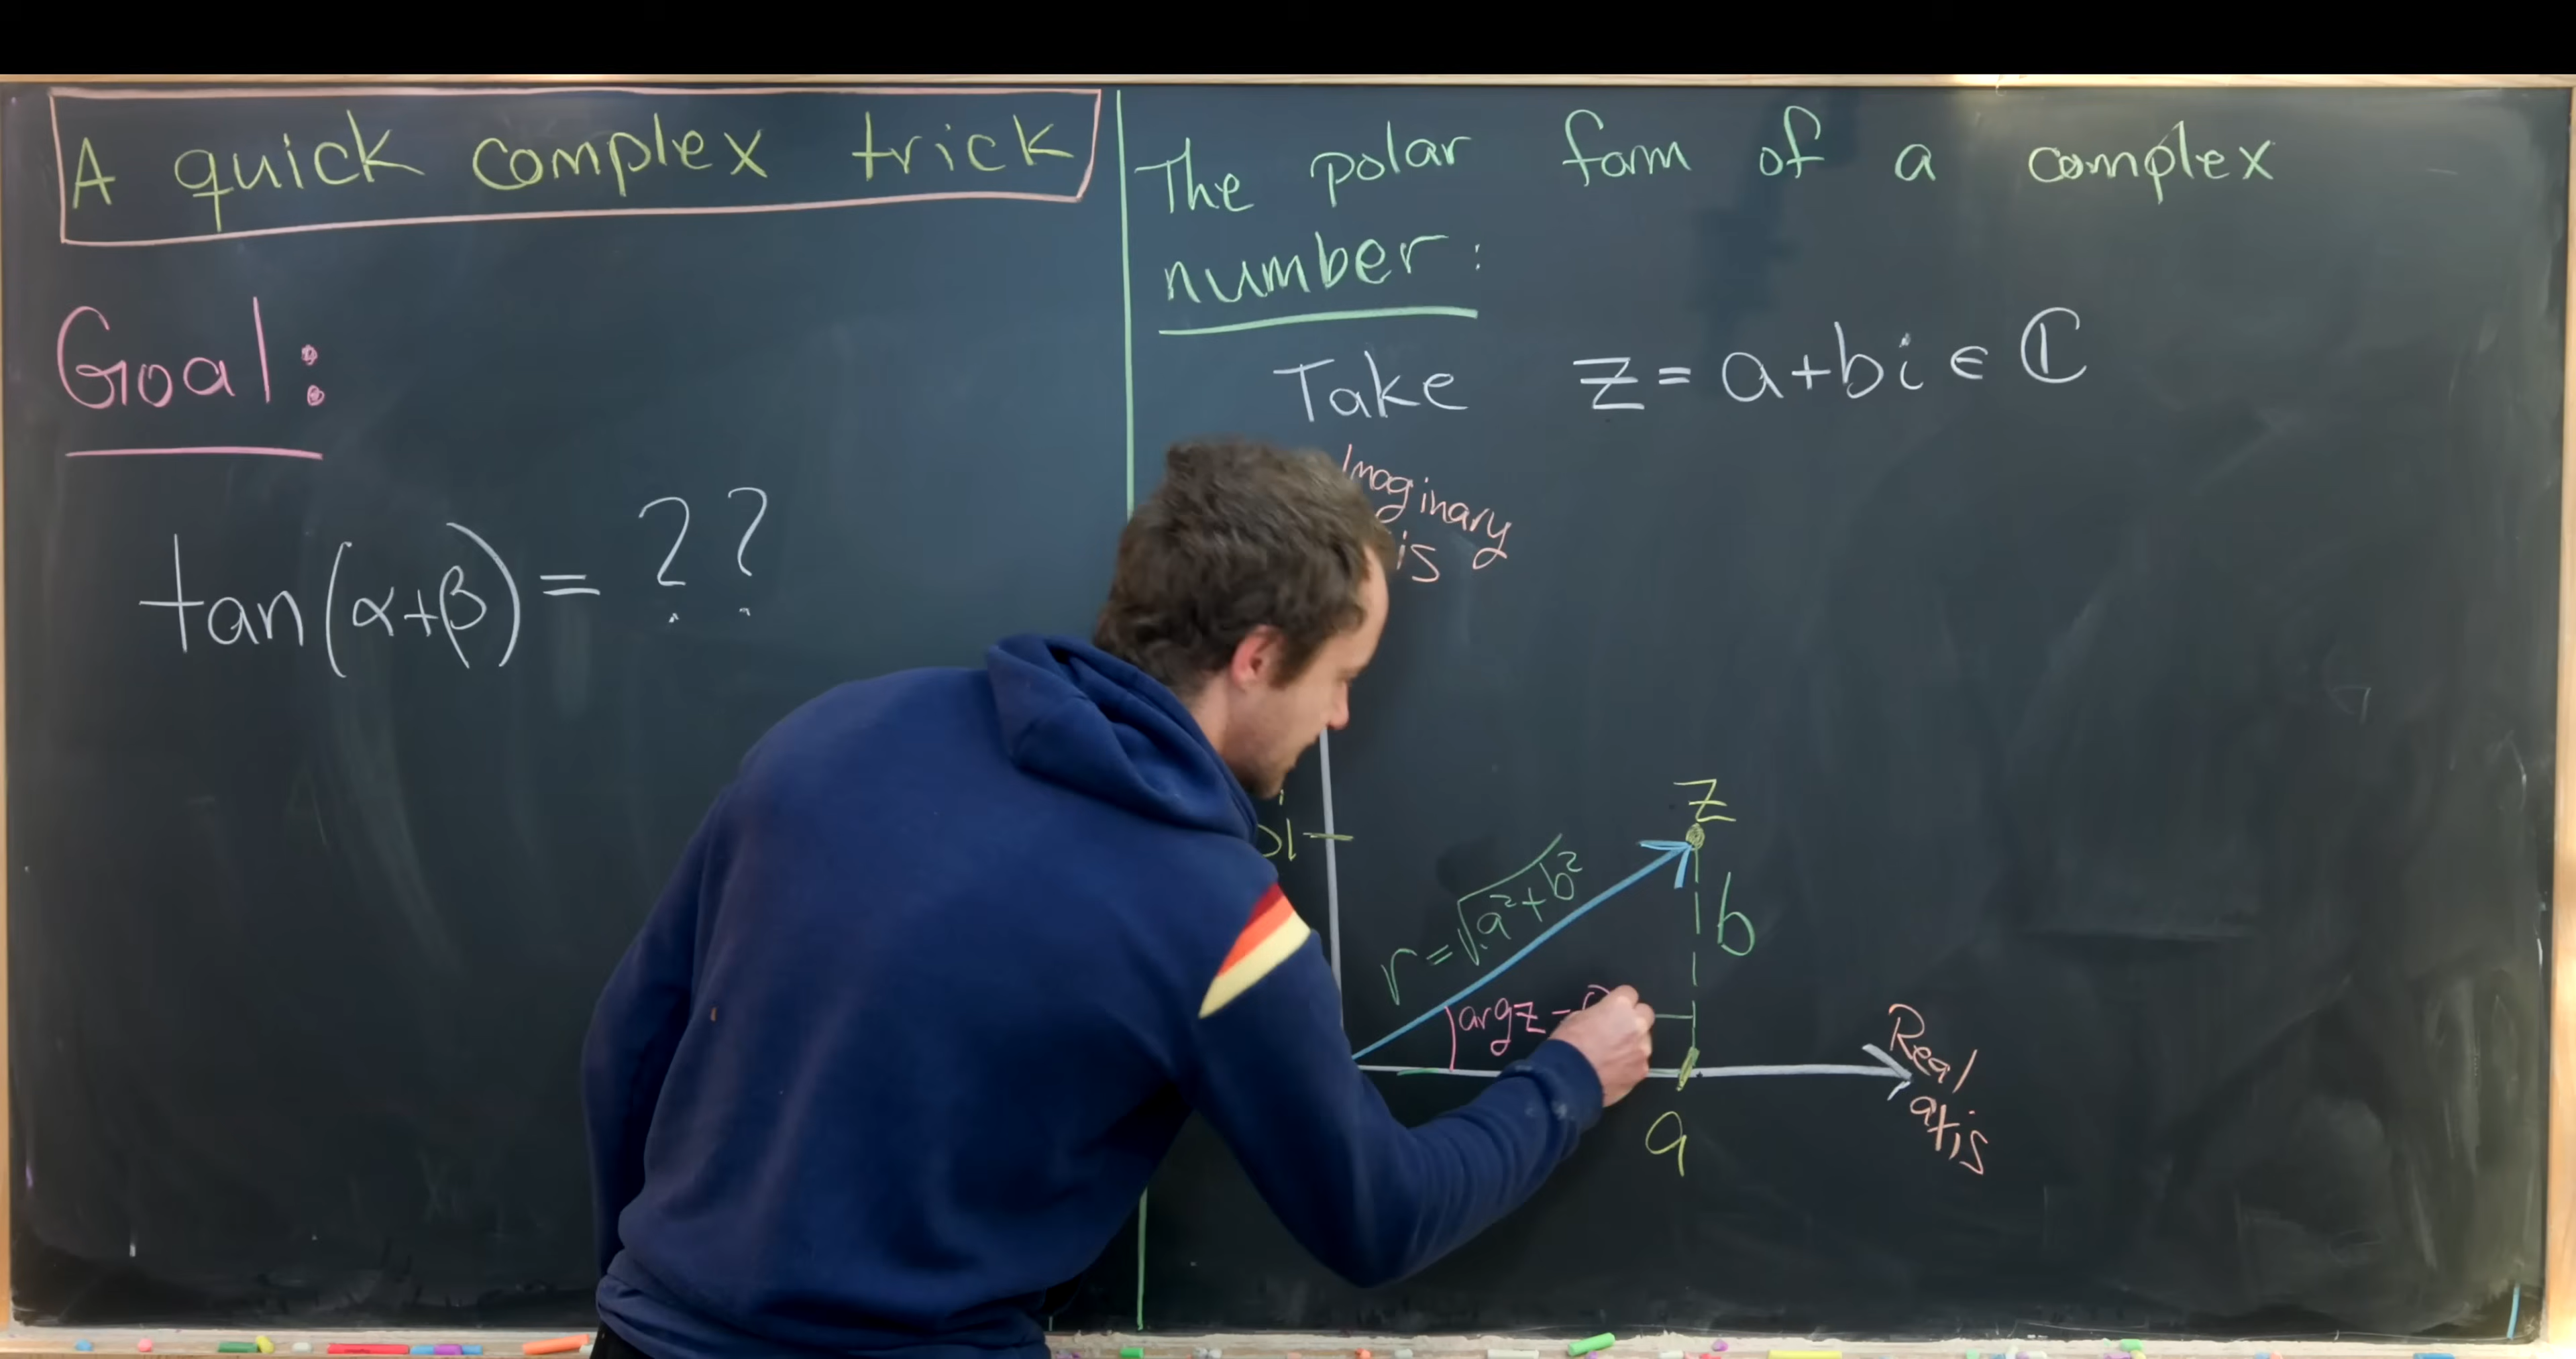 A quick complex trick
Goal:
tan(α+β) = ??
The polar form of a complex
number:
Take z = a+bi ∈ ℂ
Imaginary
z
r = √a²+b²
b
arg z =
Real
axis
a